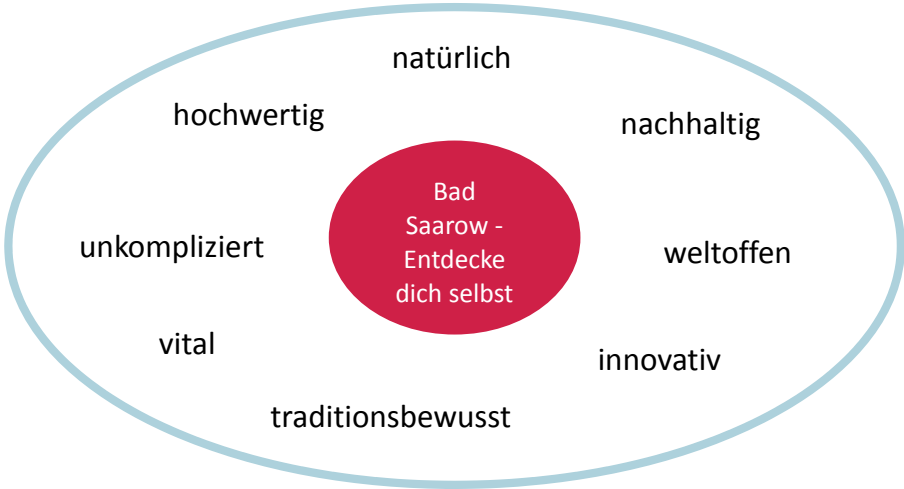 natürlich
hochwertig
nachhaltig
Bad
Saarow -
Entdecke
dich selbst
unkompliziert
weltoffen
vital
innovativ
traditionsbewusst